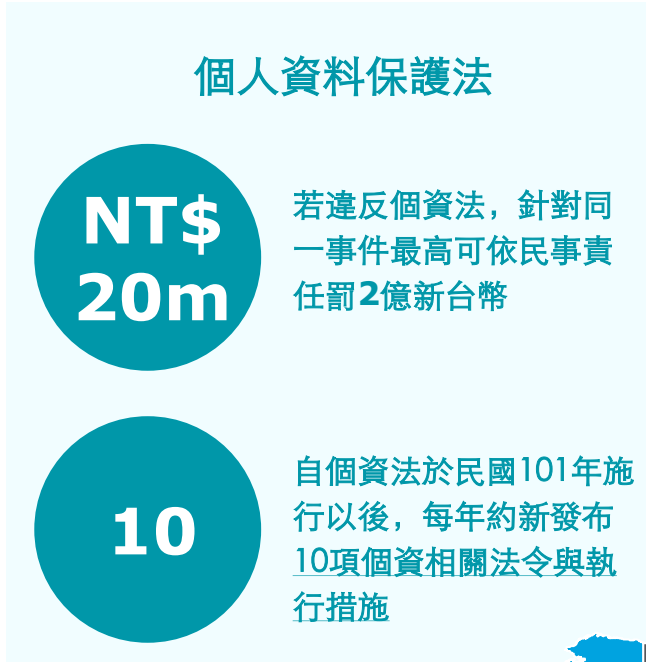 個人資料保護法
NT$
20m
若違反個資法，針對同
一事件最高可依民事責
任罰2億新台幣
10
自個資法於民國101年施
行以後，每年約新發布
10項個資相關法令與執
行措施